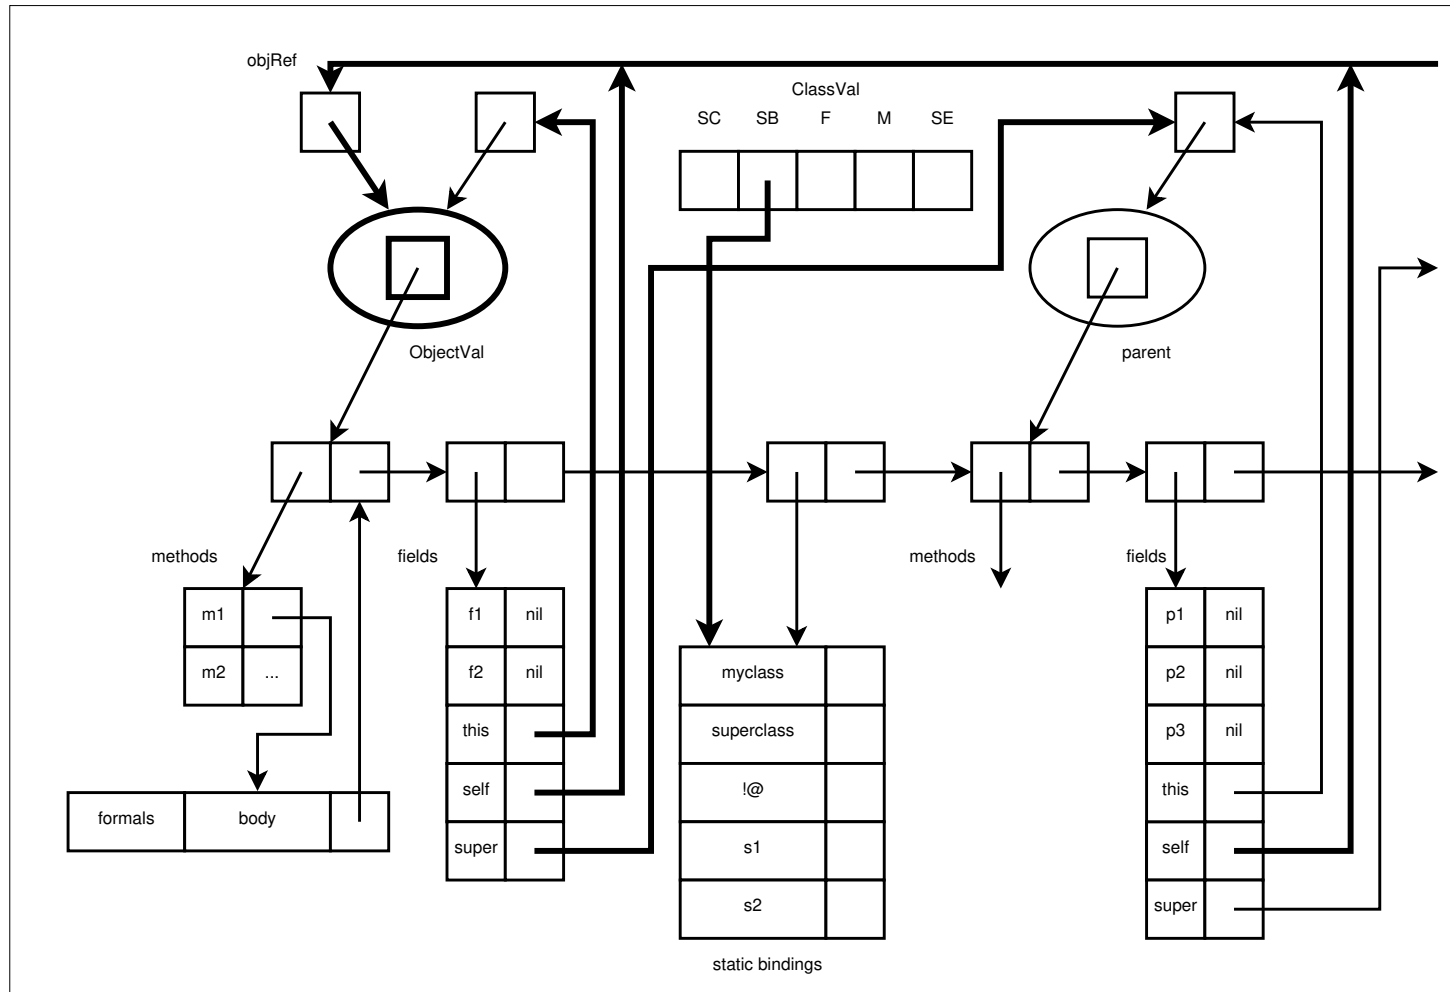 objRef
ClassVal
SC SB F M SE
ObjectVal
parent
methods
fields
methods
fields
m1
m2 ...
f1 nil
f2 nil
this
self
super
formals body
myclass
superclass
!@
s1
s2
static bindings
p1 nil
p2 nil
p3 nil
this
self
super